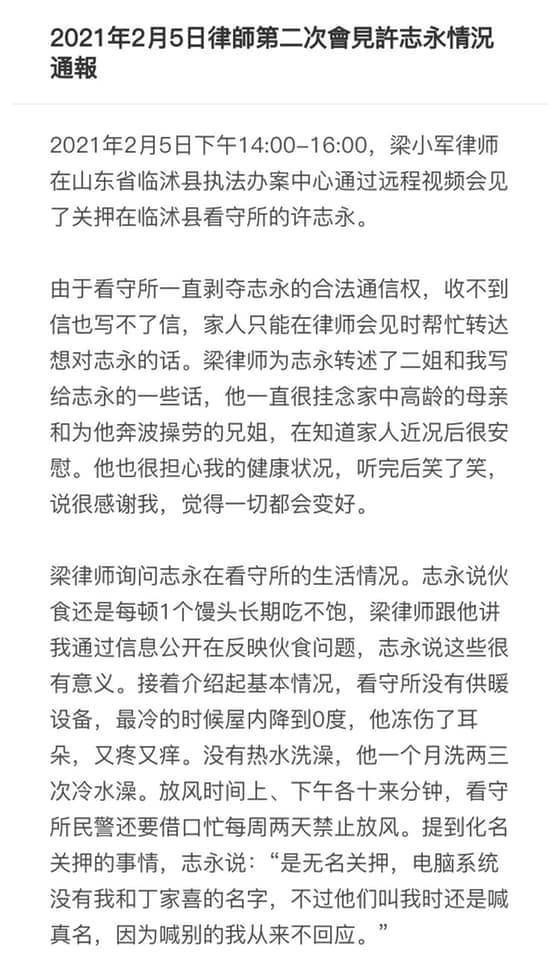 2021年2月5日律師第二次會見許志永情況
通報
2021年2月5日下午14:00-16:00，梁小军律师
在山东省临沭县执法办案中心通过远程视频会见
了关押在临沭县看守所的许志永。
由于看守所一直剥夺志永的合法通信权，收不到
信也写不了信，家人只能在律师会见时帮忙转达
想对志永的话。梁律师为志永转述了二姐和我写
给志永的一些话，他一直很挂念家中高龄的母亲
和为他奔波操劳的兄姐，在知道家人近况后很安
慰。他也很担心我的健康状况，听完后笑了笑，
说很感谢我，觉得一切都会变好。
梁律师询问志永在看守所的生活情况。志永说伙
食还是每顿1个馒头长期吃不饱，梁律师跟他讲
我通过信息公开在反映伙食问题，志永说这些很
有意义。接着介绍起基本情况，看守所没有供暖
设备，最冷的时候屋内降到0度，他冻伤了耳
朵，又疼又痒。没有热水洗澡，他一个月洗两三
次冷水澡。放风时间上、下午各十来分钟，看守
所民警还要借口忙每周两天禁止放风。提到化名
关押的事情，志永说：“是无名关押，电脑系统
没有我和丁家喜的名字，不过他们叫我时还是喊
真名，因为喊别的我从来不回应。”